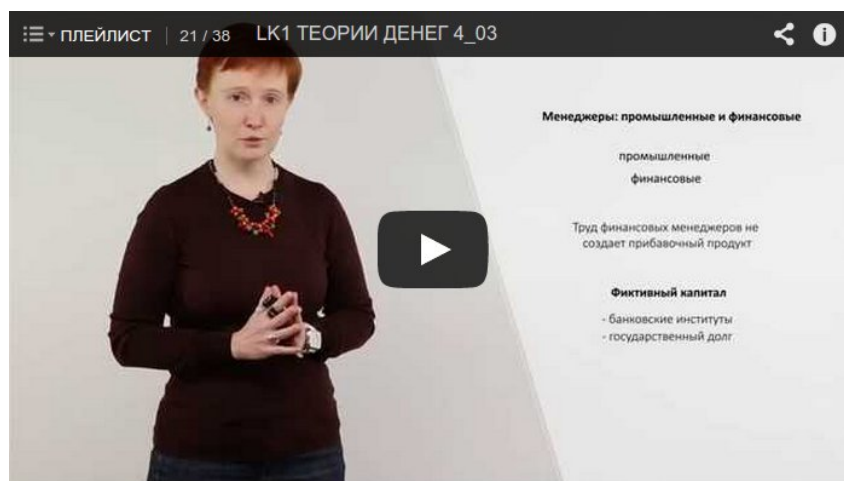 ПЛЕЙЛИСТ 21 / 38 LK1 ТЕОРИИ ДЕНЕГ 4_03
Менеджеры: промышленные и финансовые
промышленные
финансовые
Труд финансовых менеджеров не
создает прибавочный продукт
Фиктивный капитал
- банковские институты
- государственный долг